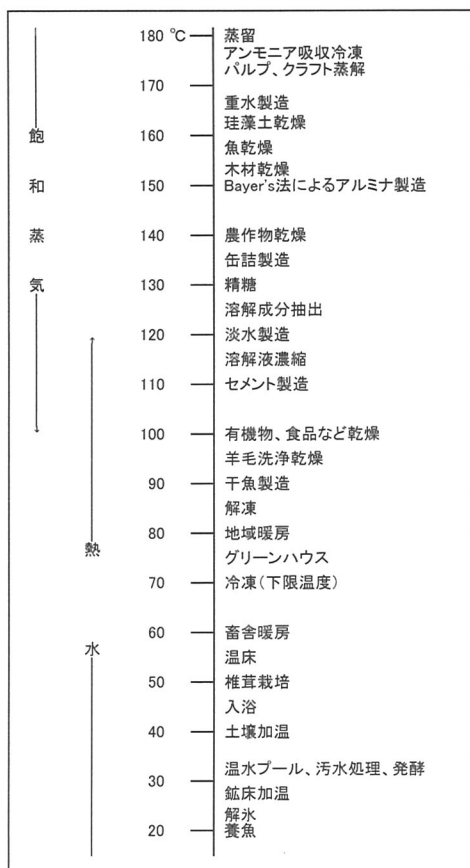 180 ℃ 蒸留
アンモニア吸収冷凍
パルプ、クラフト蒸解
170
重水製造
珪藻土乾燥
160
魚乾燥
木材乾燥
150 Bayer's法によるアルミナ製造
140 農作物乾燥
缶詰製造
130 精糖
溶解成分抽出
120 淡水製造
溶解液濃縮
110 セメント製造
100 有機物、食品など乾燥
羊毛洗浄乾燥
90 干魚製造
解凍
80 地域暖房
グリーンハウス
70 冷凍(下限温度)
60 畜舎暖房
温床
50 椎茸栽培
入浴
40 土壌加温
温水プール、汚水処理、発酵
30
鉱床加温
解氷
20 養魚
飽和蒸気
熱水